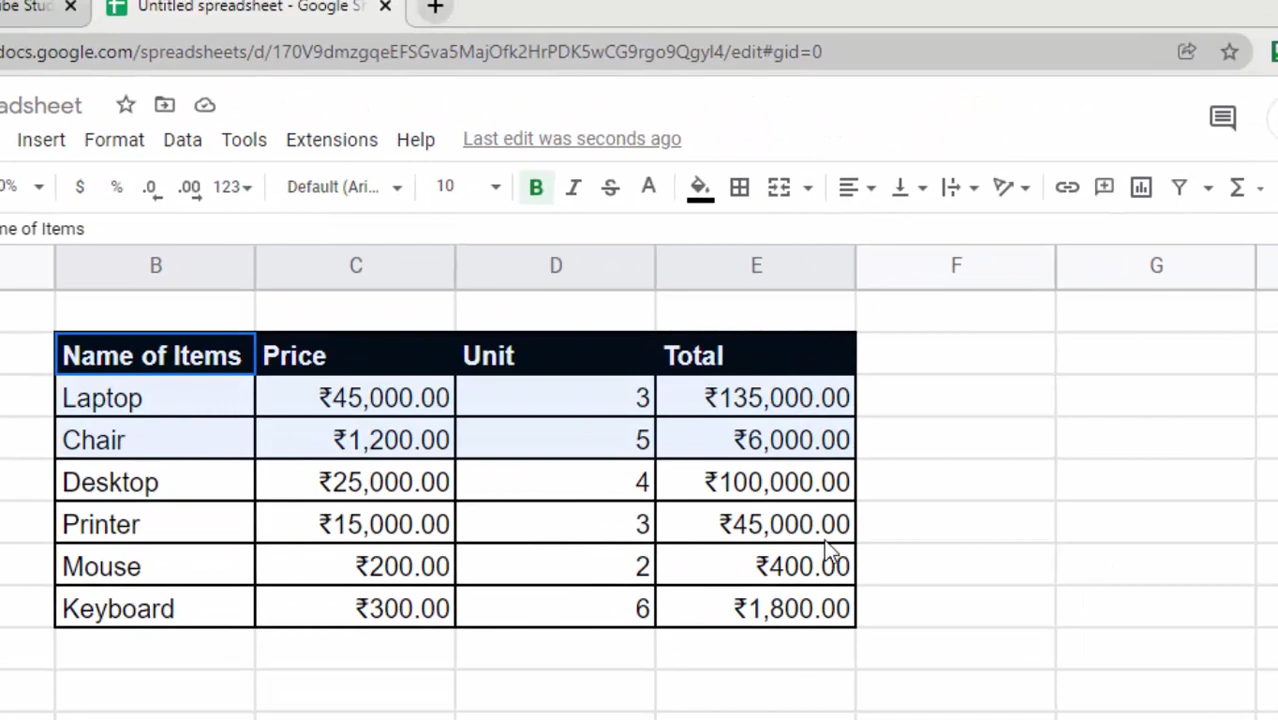 be Stud
Untitled spreadsheet - Google Sh
docs.google.com/spreadsheets/d/170V9dmzgqeEFSGva5MajOfk2HrPDK5wCG9rgo9Qgyl4/edit#gid=0
adsheet
Insert Format Data Tools Extensions Help Last edit was seconds ago
0% $ % .0 .00 123 Default (Ari... 10 B I S A Σ
me of Items
B C D E F G
Name of Items Price Unit Total
Laptop ₹45,000.00 3 ₹135,000.00
Chair ₹1,200.00 5 ₹6,000.00
Desktop ₹25,000.00 4 ₹100,000.00
Printer ₹15,000.00 3 ₹45,000.00
Mouse ₹200.00 2 ₹400.00
Keyboard ₹300.00 6 ₹1,800.00